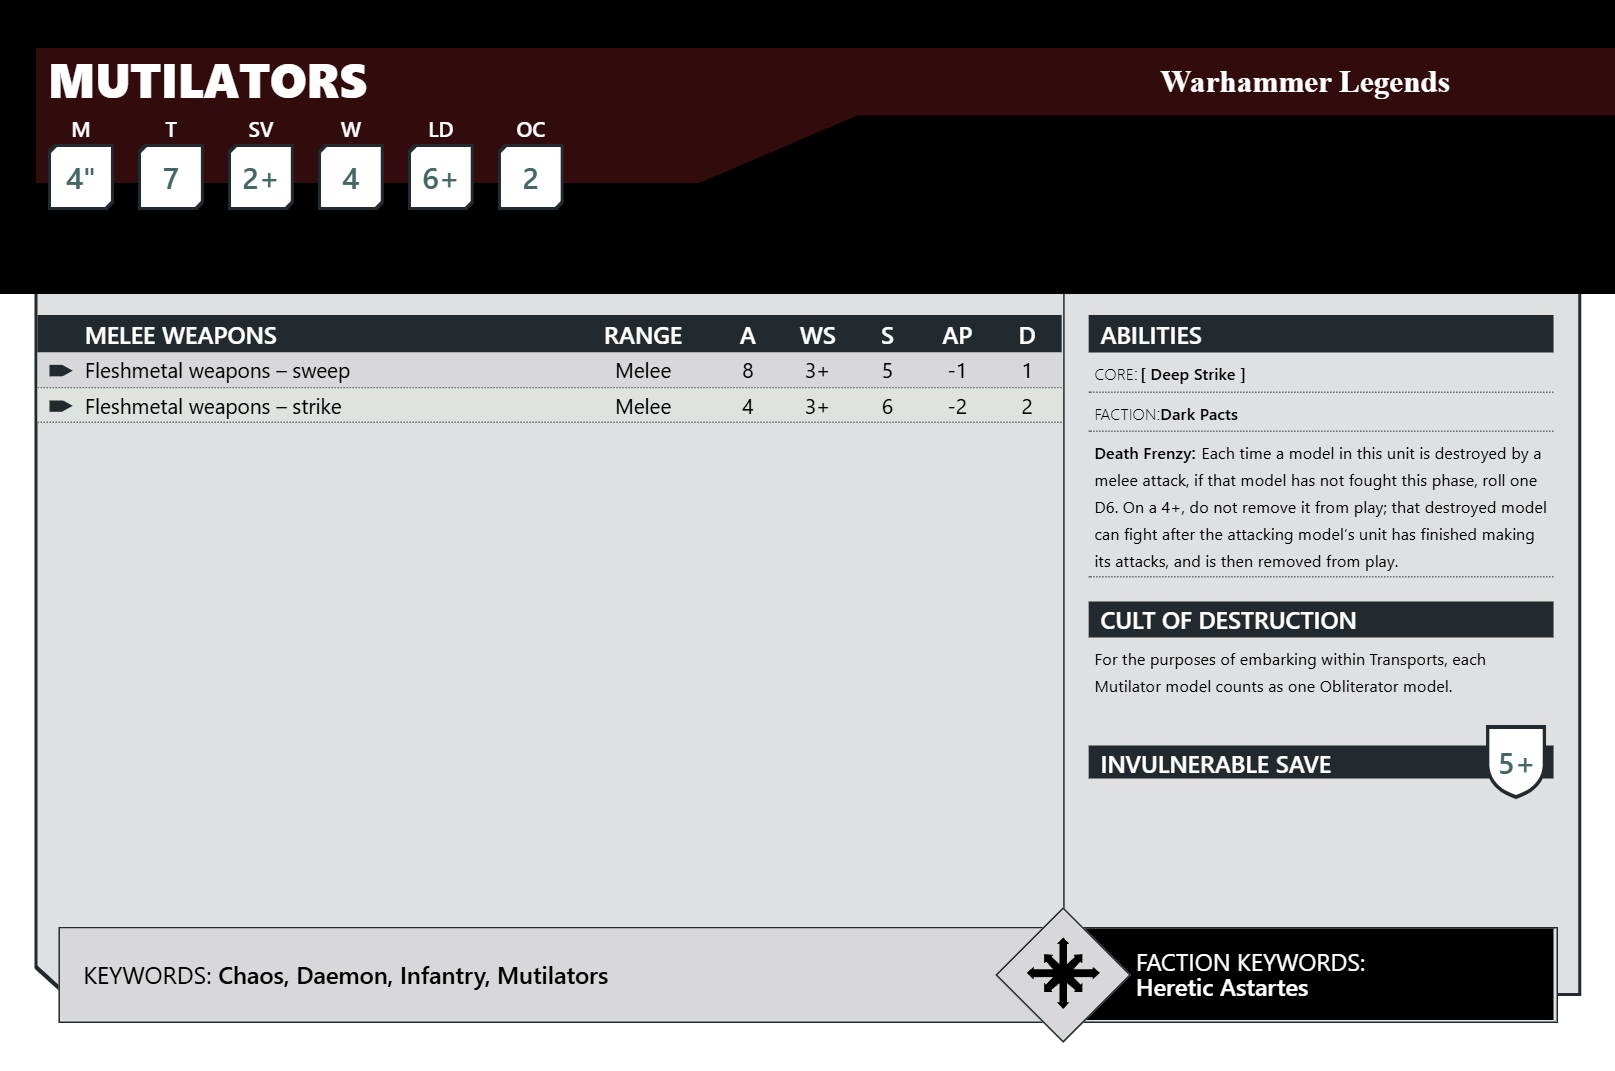 MUTILATORS
Warhammer Legends
M T SV W LD OC
4" 7 2+ 4 6+ 2
MELEE WEAPONS RANGE A WS S AP D
Fleshmetal weapons – sweep Melee 8 3+ 5 -1 1
Fleshmetal weapons – strike Melee 4 3+ 6 -2 2
ABILITIES
CORE: [ Deep Strike ]
FACTION:Dark Pacts
Death Frenzy: Each time a model in this unit is destroyed by a
melee attack, if that model has not fought this phase, roll one
D6. On a 4+, do not remove it from play; that destroyed model
can fight after the attacking model's unit has finished making
its attacks, and is then removed from play.
CULT OF DESTRUCTION
For the purposes of embarking within Transports, each
Mutilator model counts as one Obliterator model.
INVULNERABLE SAVE 5+
KEYWORDS: Chaos, Daemon, Infantry, Mutilators
FACTION KEYWORDS:
Heretic Astartes